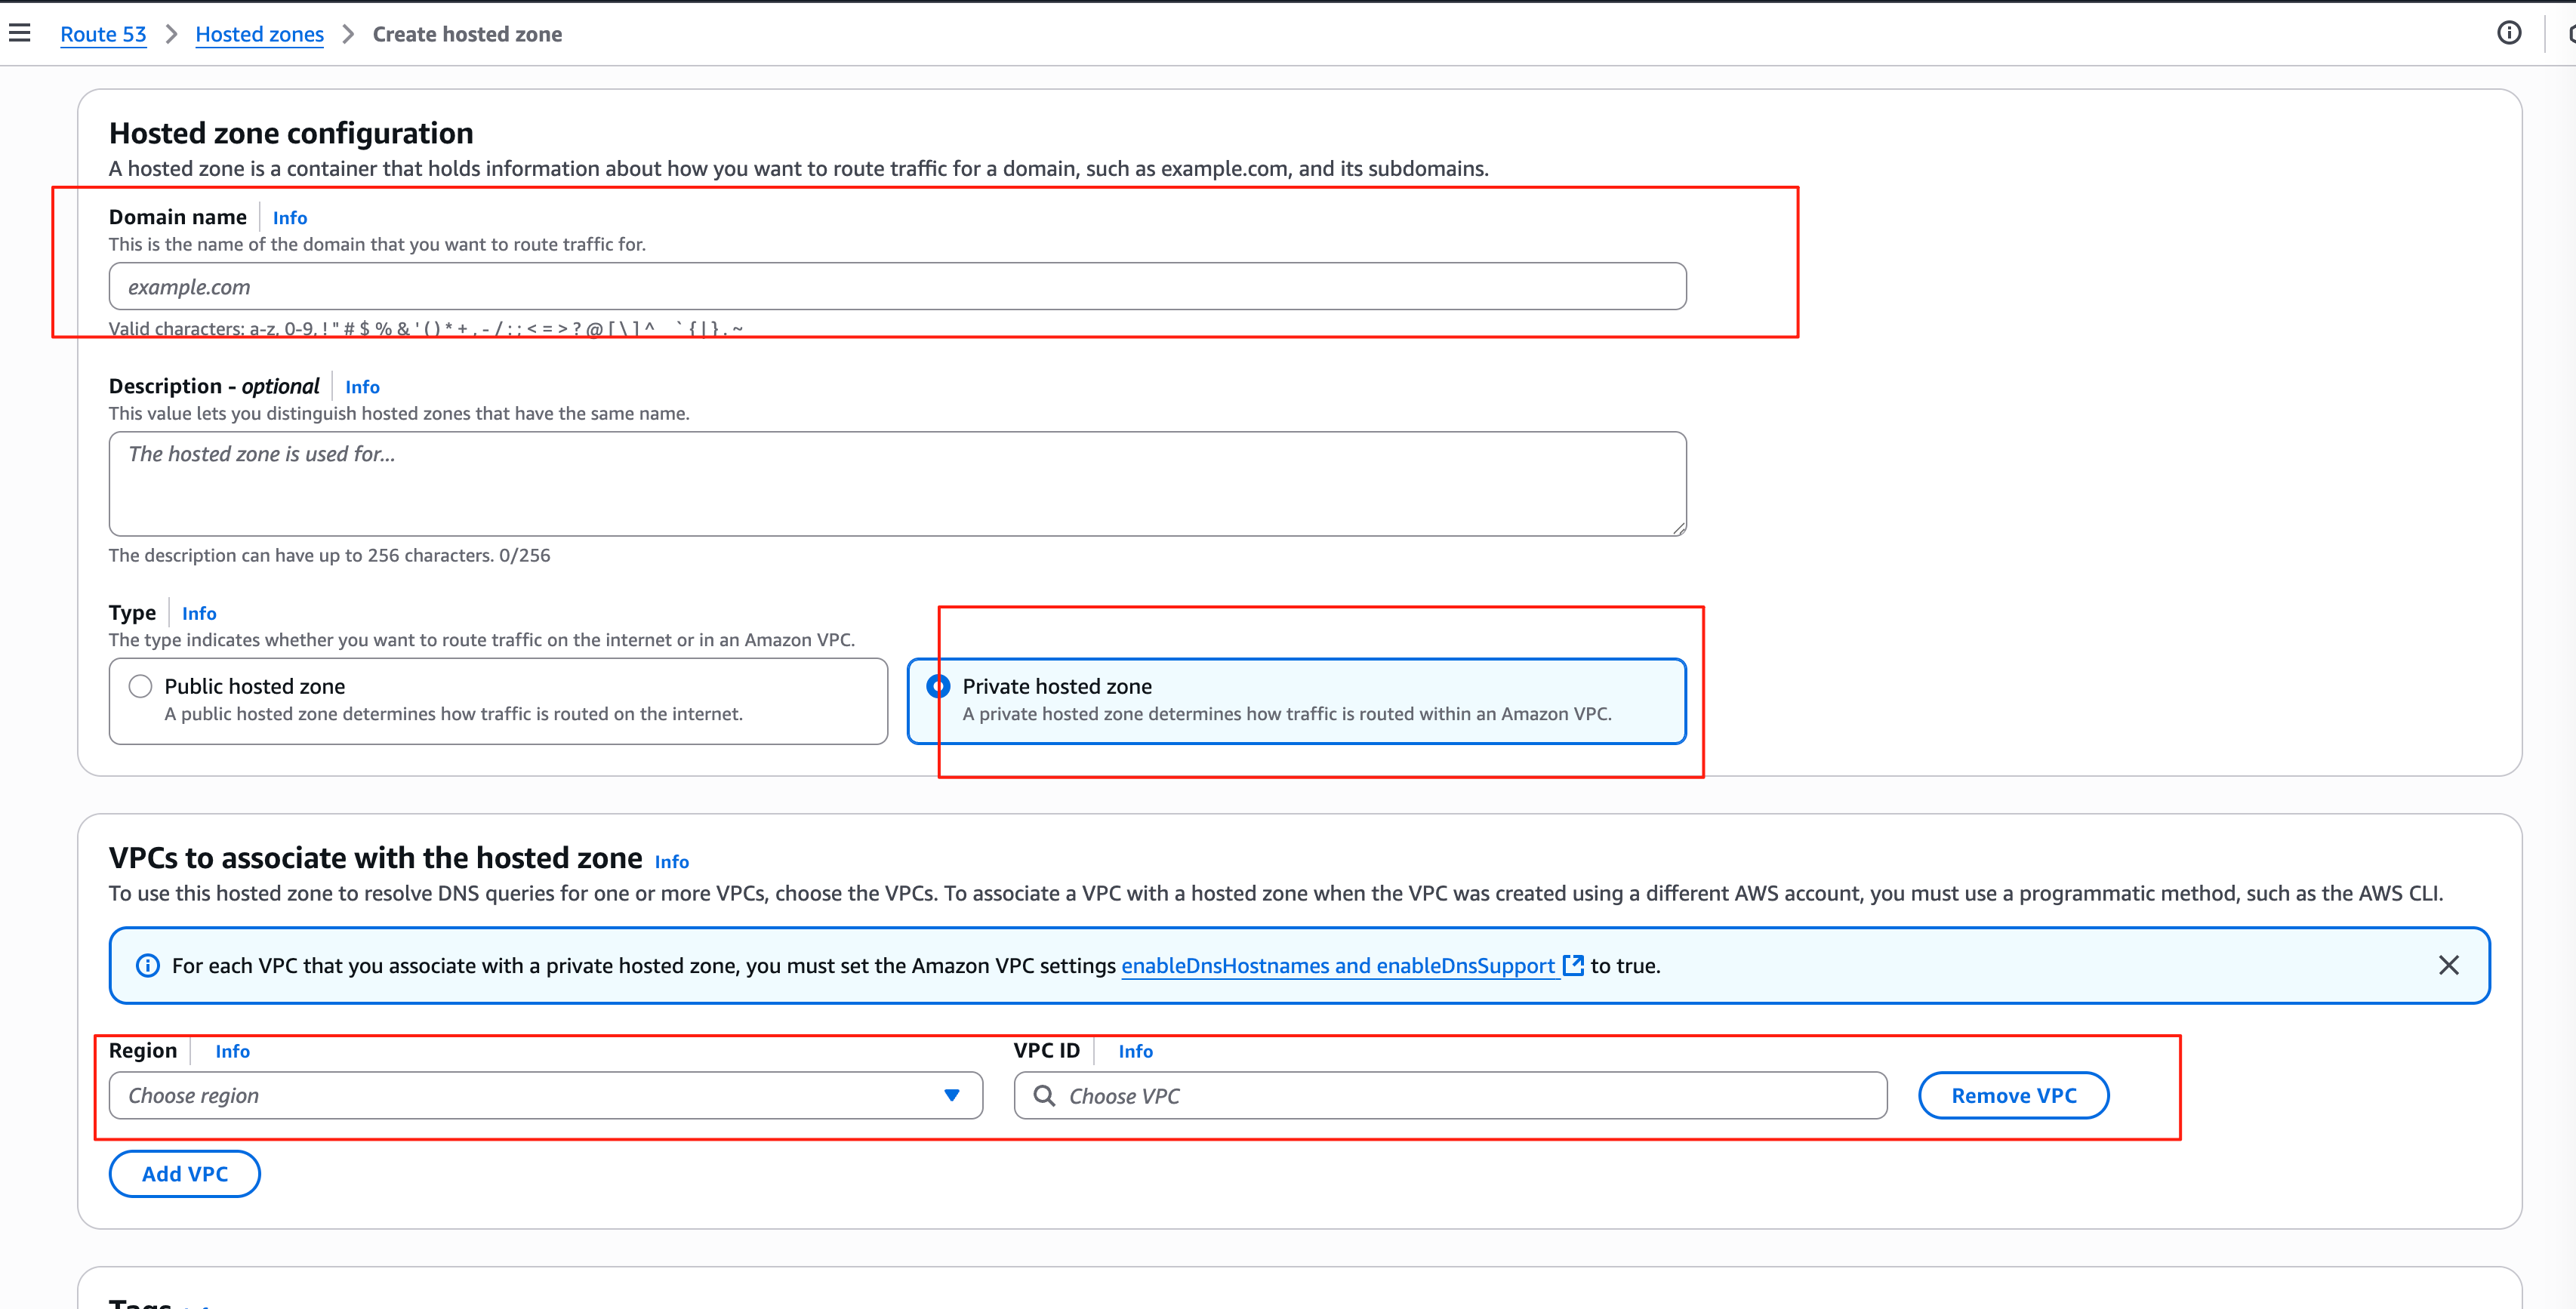 Route 53 > Hosted zones > Create hosted zone
Hosted zone configuration
A hosted zone is a container that holds information about how you want to route traffic for a domain, such as example.com, and its subdomains.
Domain name Info
This is the name of the domain that you want to route traffic for.
example.com
Valid characters: a-z, 0-9, ! " # $ % & ' ( ) * + , - / : ; < = > ? @ [ \ ] ^ _ ` { | } . ~
Description - optional Info
This value lets you distinguish hosted zones that have the same name.
The hosted zone is used for...
The description can have up to 256 characters. 0/256
Type Info
The type indicates whether you want to route traffic on the internet or in an Amazon VPC.
Public hosted zone
A public hosted zone determines how traffic is routed on the internet.
Private hosted zone
A private hosted zone determines how traffic is routed within an Amazon VPC.
VPCs to associate with the hosted zone Info
To use this hosted zone to resolve DNS queries for one or more VPCs, choose the VPCs. To associate a VPC with a hosted zone when the VPC was created using a different AWS account, you must use a programmatic method, such as the AWS CLI.
For each VPC that you associate with a private hosted zone, you must set the Amazon VPC settings enableDnsHostnames and enableDnsSupport to true.
Region Info VPC ID Info
Choose region Choose VPC Remove VPC
Add VPC
Tags